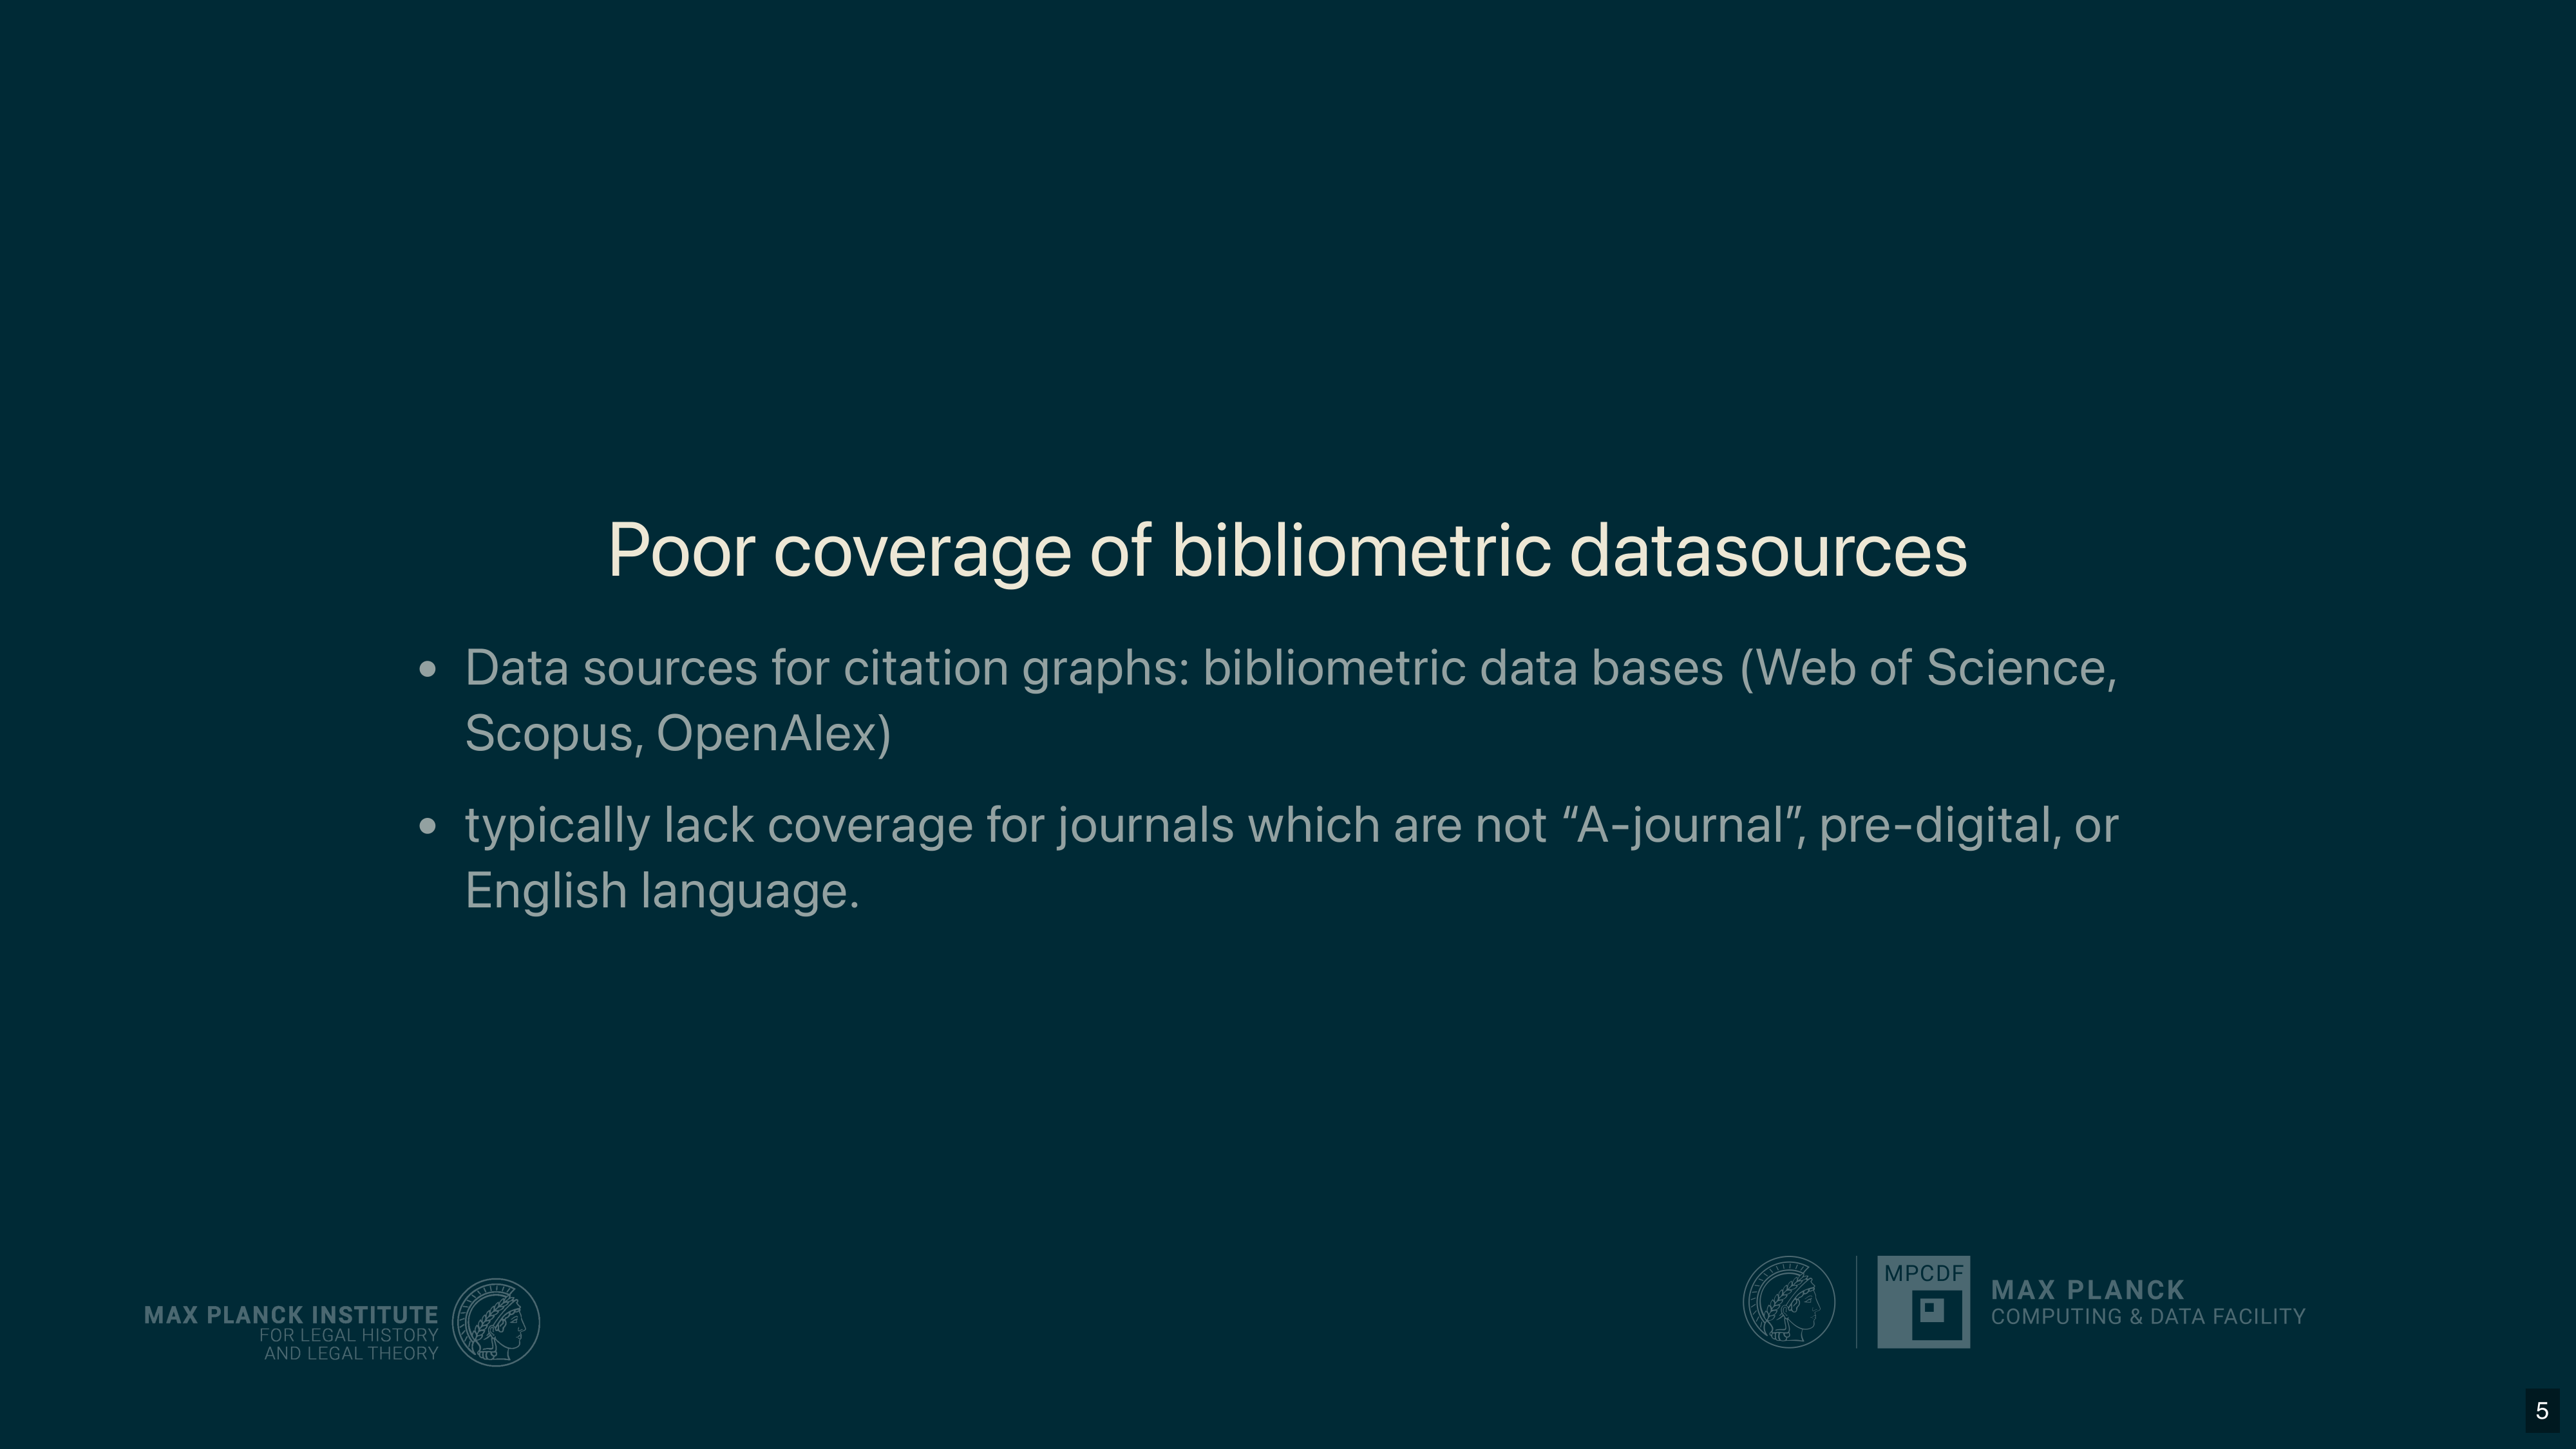 Poor coverage of bibliometric datasources
• Data sources for citation graphs: bibliometric data bases (Web of Science,
Scopus, OpenAlex)
• typically lack coverage for journals which are not “A-journal”, pre-digital, or
English language.
MAX PLANCK INSTITUTE
FOR LEGAL HISTORY
AND LEGAL THEORY
MPCDF
MAX PLANCK
COMPUTING & DATA FACILITY
5